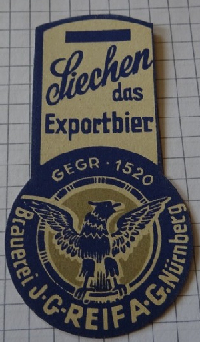 Siechen
das
Exportbier
GEGR · 1520
Brauerei J·G·REIF A·G·Nürnberg